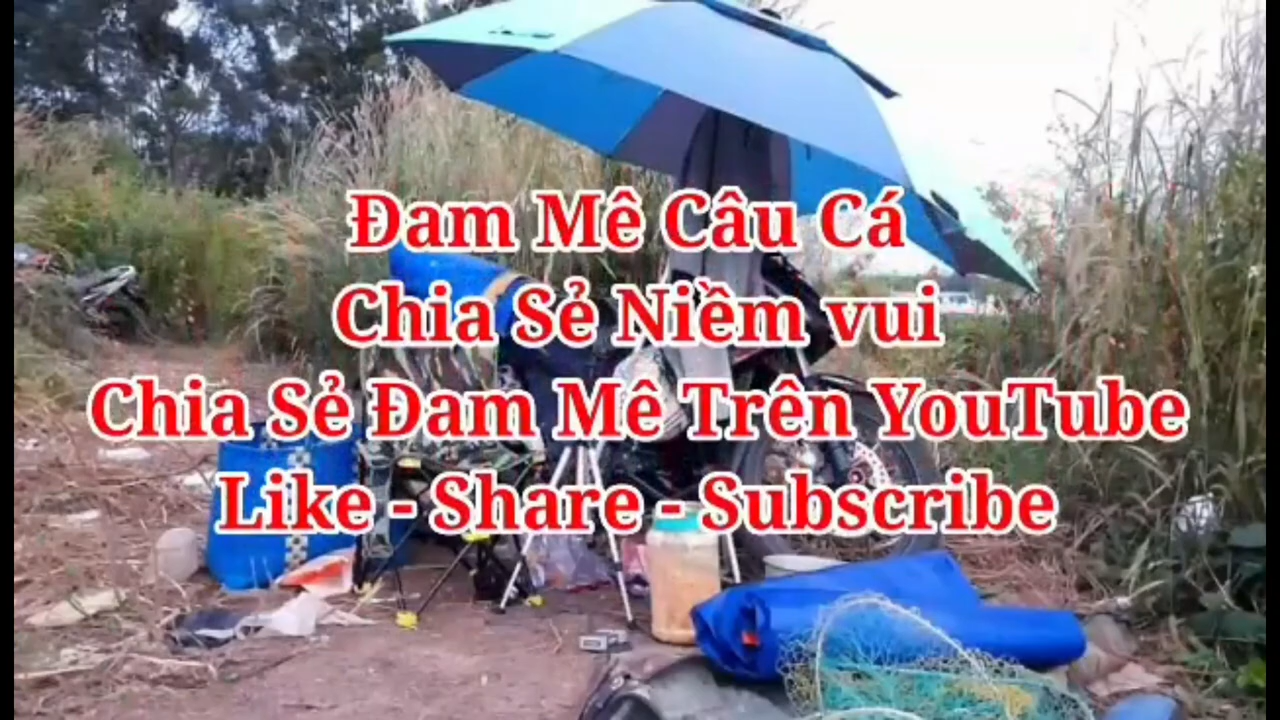 Đam Mê Câu Cá
Chia Sẻ Niềm vui
Chia Sẻ Đam Mê Trên YouTube
Like - Share - Subscribe